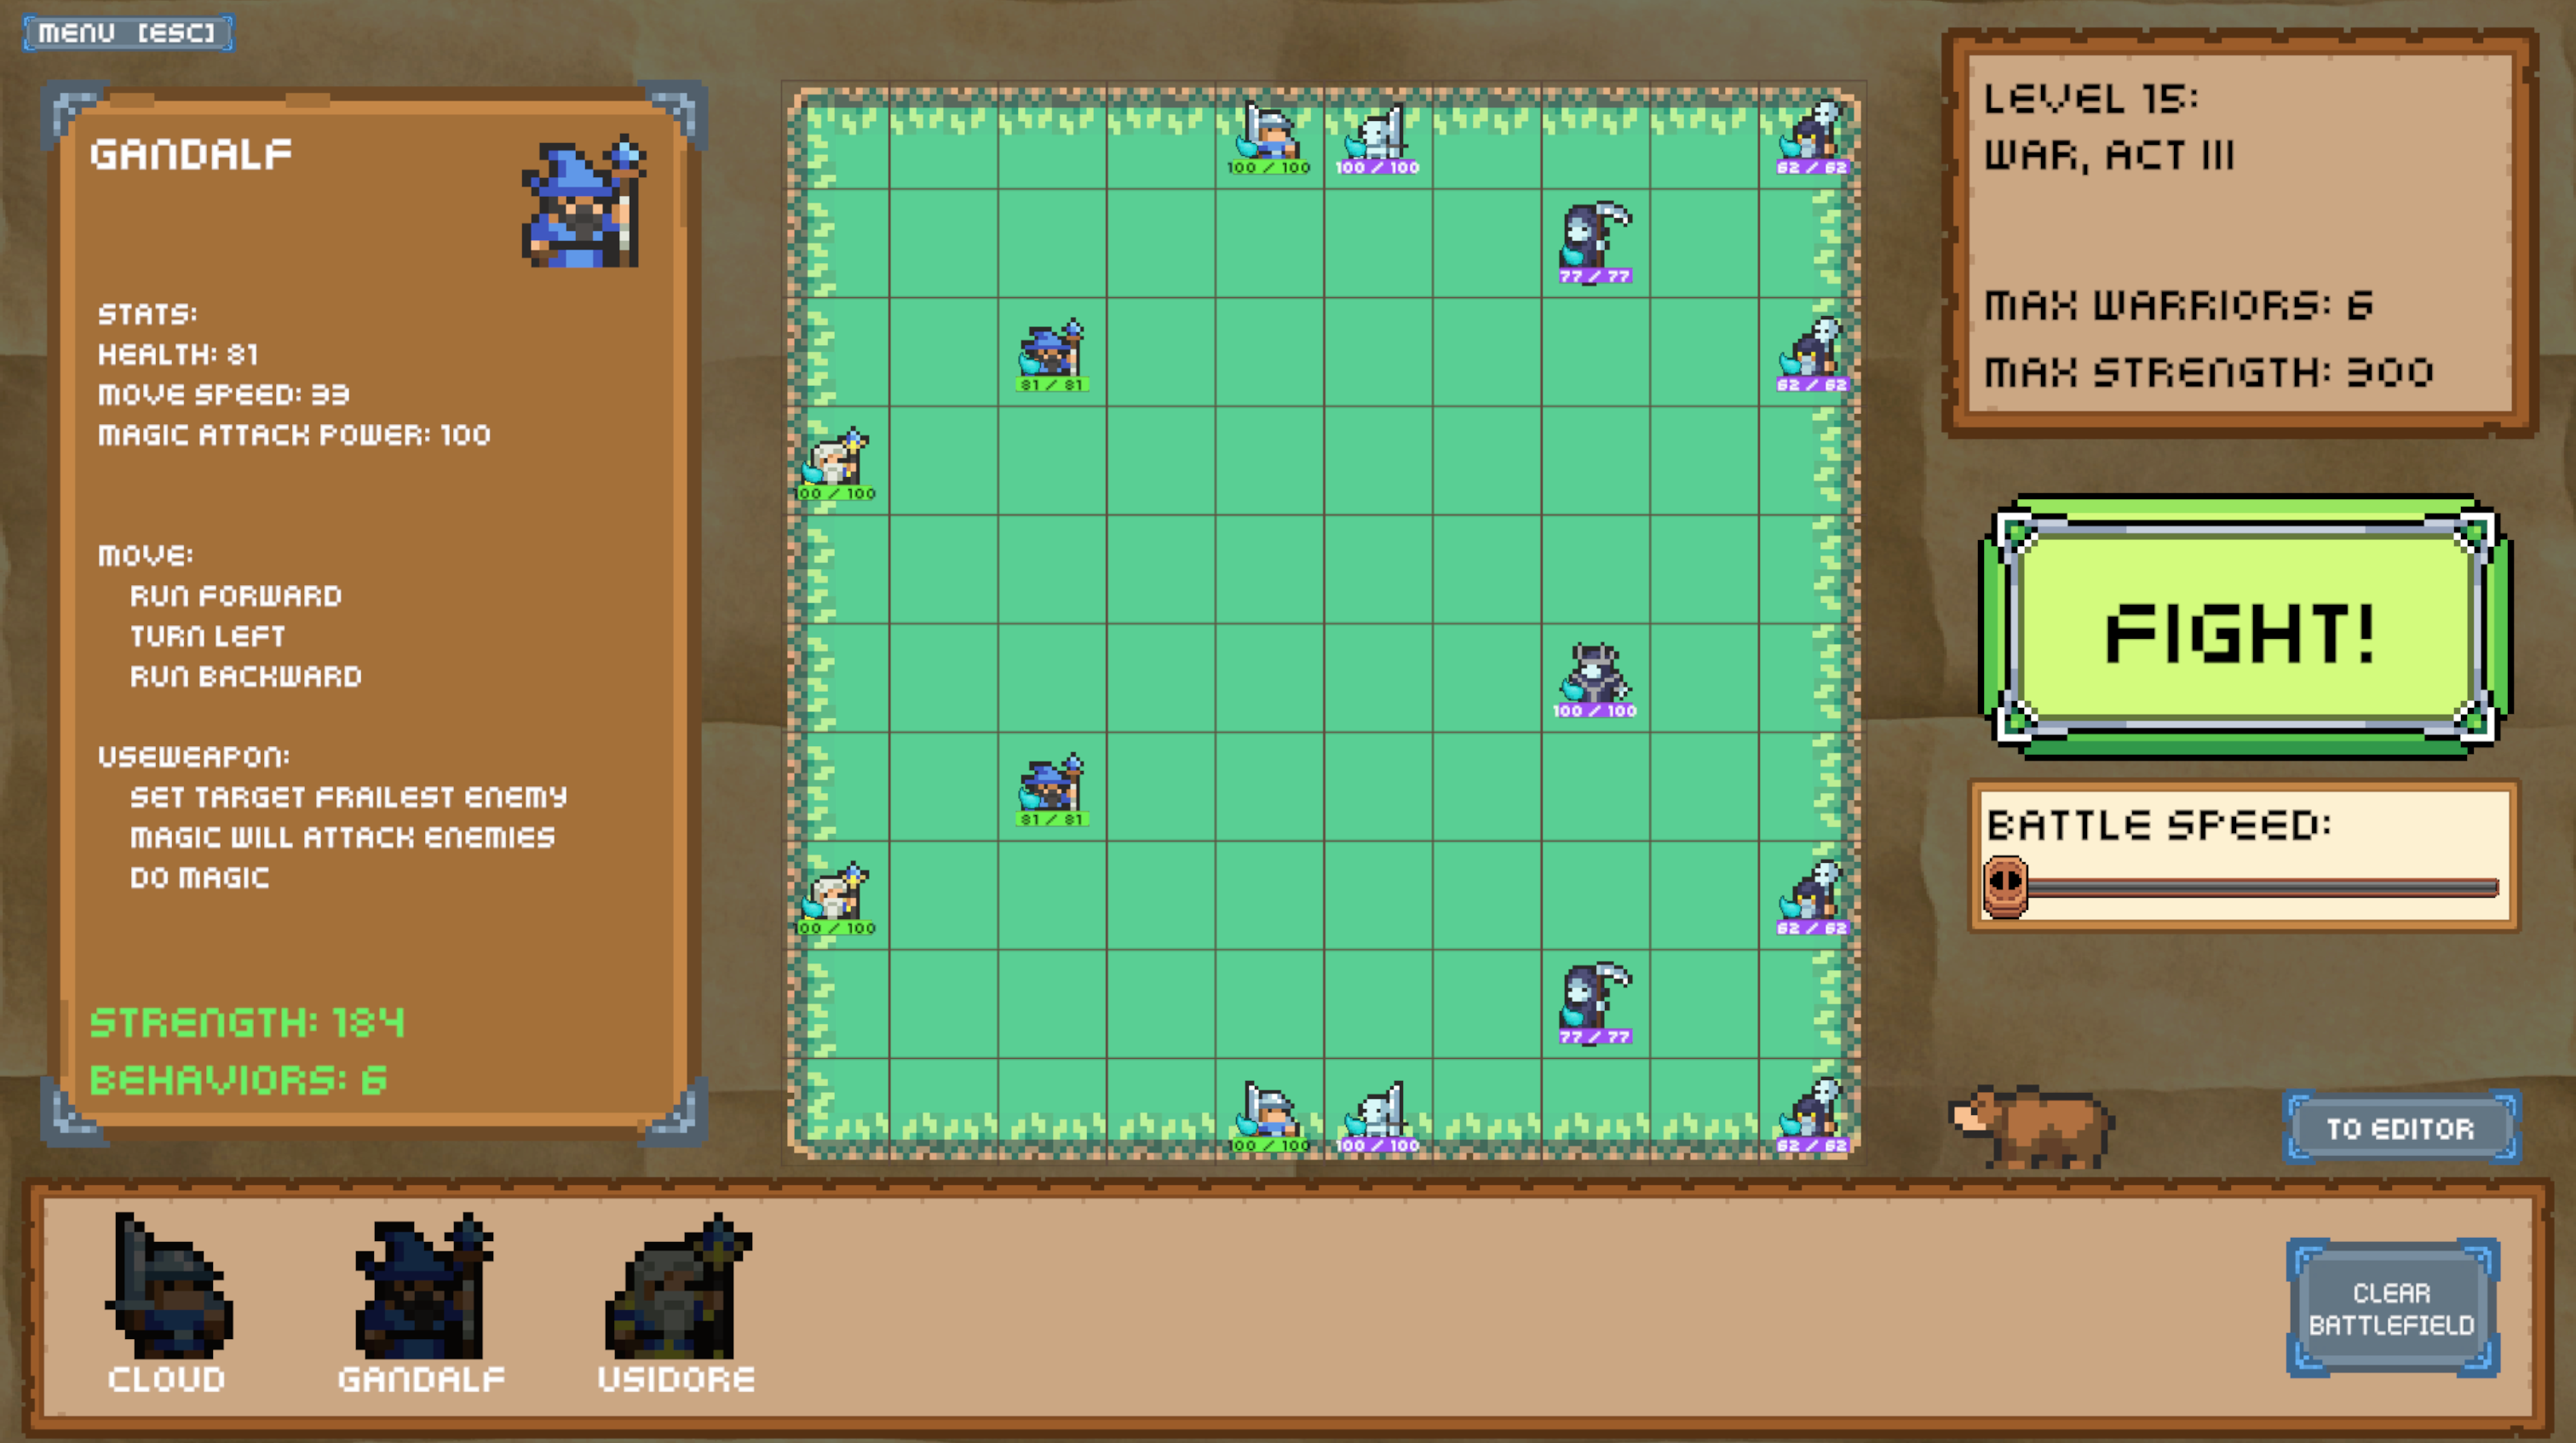 MENU [ESC]
GANDALF
STATS:
HEALTH: 81
MOVE SPEED: 33
MAGIC ATTACK POWER: 100
MOVE:
RUN FORWARD
TURN LEFT
RUN BACKWARD
USEWEAPON:
SET TARGET FRAILEST ENEMY
MAGIC WILL ATTACK ENEMIES
DO MAGIC
STRENGTH: 184
BEHAVIORS: 6
100 / 100
100 / 100
62 / 62
77 / 77
81 / 81
62 / 62
100 / 100
100 / 100
81 / 81
100 / 100
62 / 62
77 / 77
100 / 100
100 / 100
62 / 62
LEVEL 15:
WAR, ACT III
MAX WARRIORS: 6
MAX STRENGTH: 300
FIGHT!
BATTLE SPEED:
TO EDITOR
CLOUD
GANDALF
USIDORE
CLEAR
BATTLEFIELD